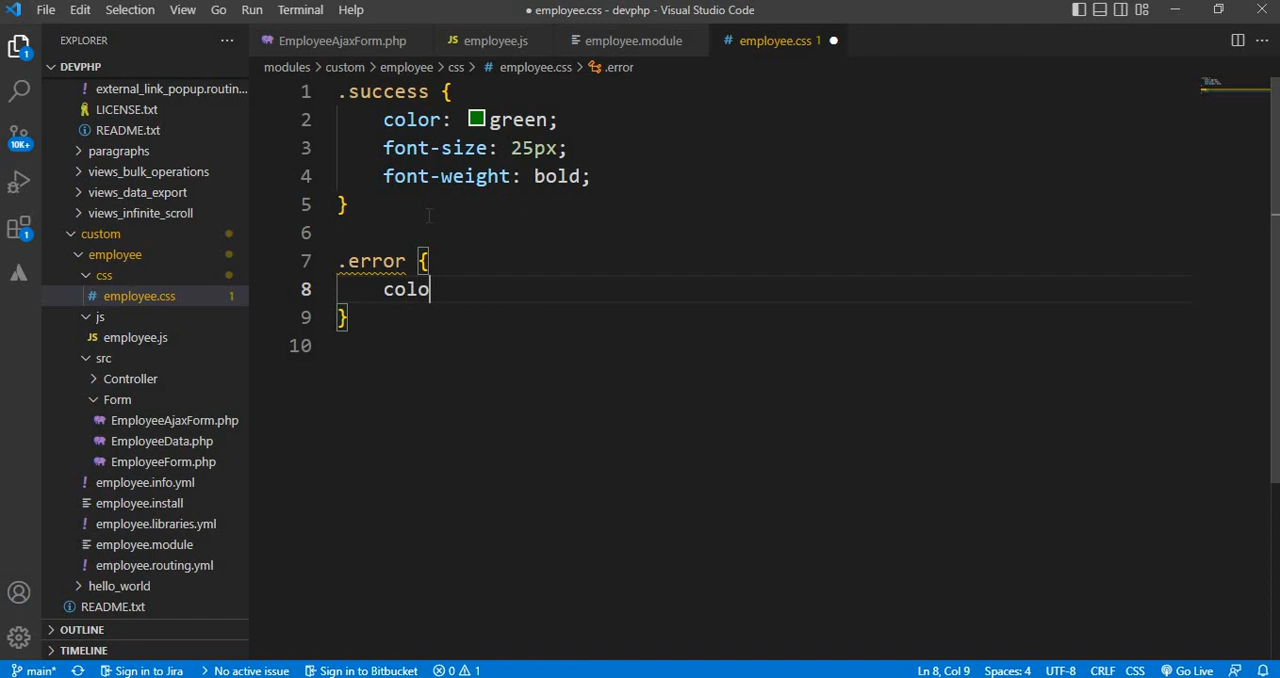 File Edit Selection View Go Run Terminal Help
● employee.css - devphp - Visual Studio Code
EXPLORER
EmployeeAjaxForm.php
JS employee.js
employee.module
# employee.css 1 ●
DEVPHP
modules > custom > employee > css > # employee.css > .error
! external_link_popup.routin...
LICENSE.txt
README.txt
paragraphs
views_bulk_operations
views_data_export
views_infinite_scroll
custom
employee
css
# employee.css 1
js
JS employee.js
src
Controller
Form
EmployeeAjaxForm.php
EmployeeData.php
EmployeeForm.php
! employee.info.yml
employee.install
! employee.libraries.yml
employee.module
! employee.routing.yml
hello_world
README.txt
OUTLINE
TIMELINE
1
10K+
1
1 .success {
2 color: green;
3 font-size: 25px;
4 font-weight: bold;
5 }
6
7 .error {
8 colo
9 }
10
main* Sign in to Jira No active issue Sign in to Bitbucket 0 1 Ln 8, Col 9 Spaces: 4 UTF-8 CRLF CSS Go Live